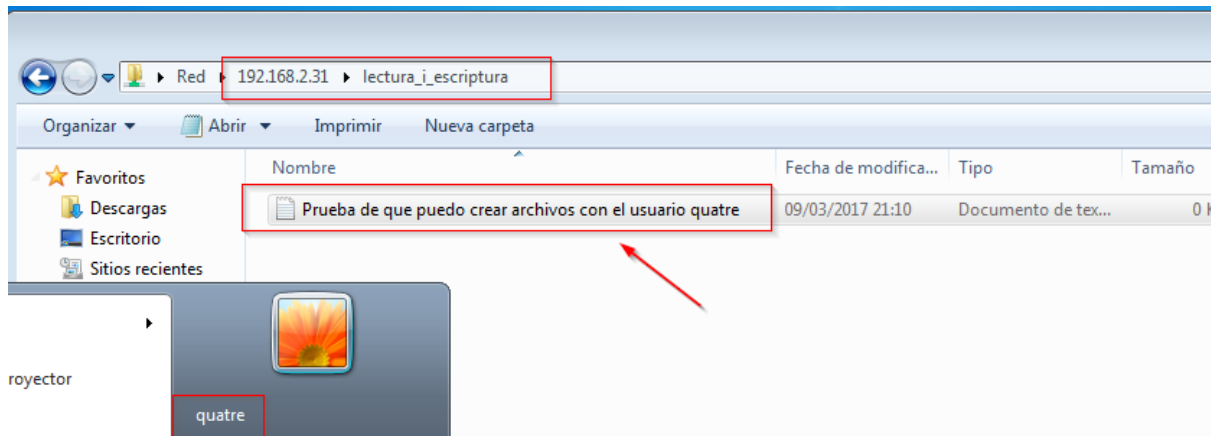 Red 192.168.2.31 lectura_i_escriptura
Organizar Abrir Imprimir Nueva carpeta
Favoritos
Descargas
Escritorio
Sitios recientes
Nombre Fecha de modifica... Tipo Tamaño
Prueba de que puedo crear archivos con el usuario quatre 09/03/2017 21:10 Documento de tex... 0
royector
quatre